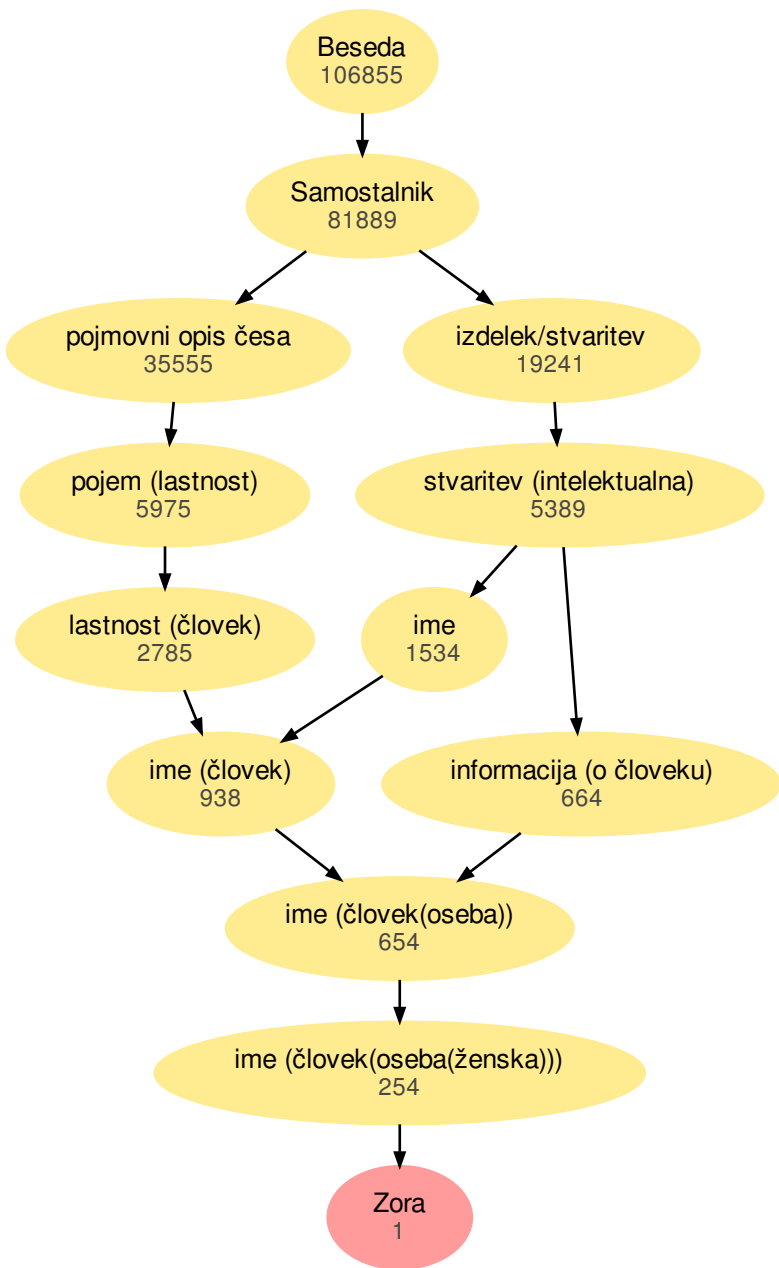 Beseda
106855
Samostalnik
81889
pojmovni opis česa
35555
izdelek/stvaritev
19241
pojem (lastnost)
5975
stvaritev (intelektualna)
5389
lastnost (človek)
2785
ime
1534
ime (človek)
938
informacija (o človeku)
664
ime (človek(oseba))
654
ime (človek(oseba(ženska)))
254
Zora
1